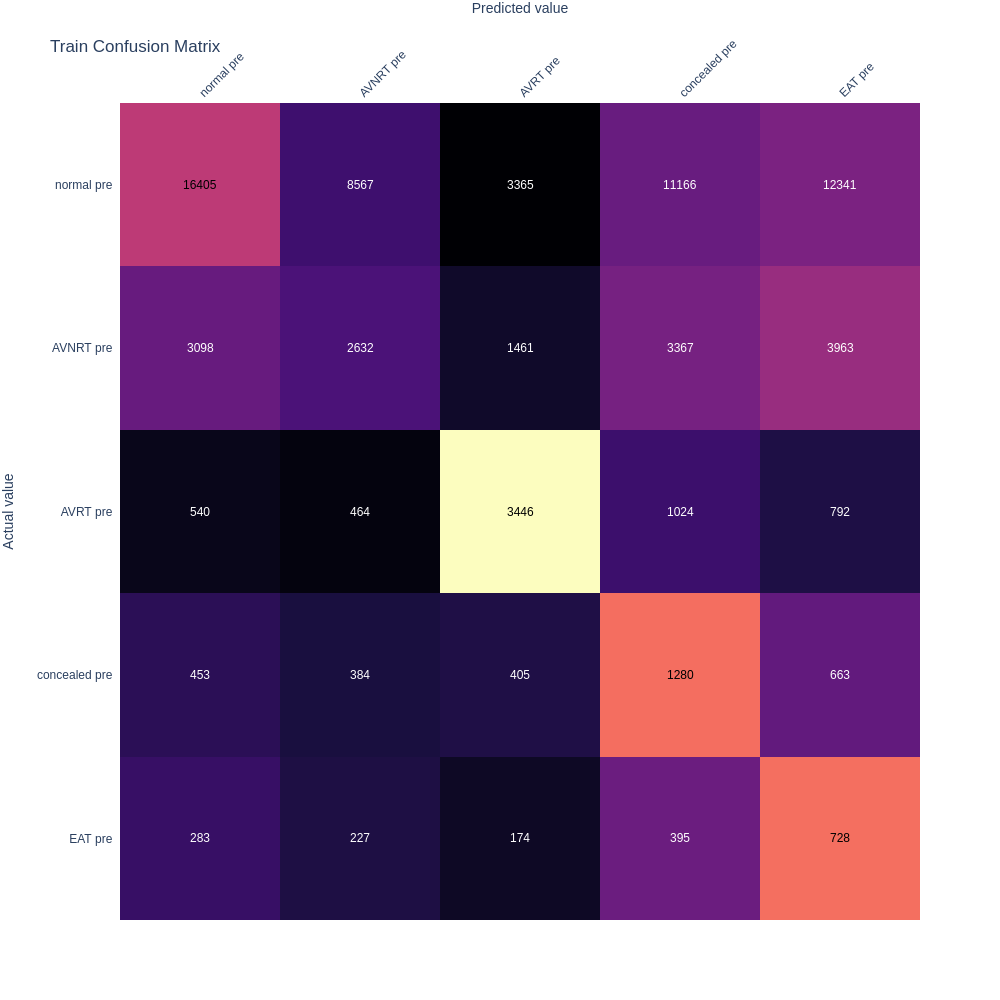 Predicted value
Train Confusion Matrix
normal pre
AVNRT pre
AVRT pre
concealed pre
EAT pre
normal pre 16405 8567 3365 11166 12341
AVNRT pre 3098 2632 1461 3367 3963
Actual value
AVRT pre 540 464 3446 1024 792
concealed pre 453 384 405 1280 663
EAT pre 283 227 174 395 728